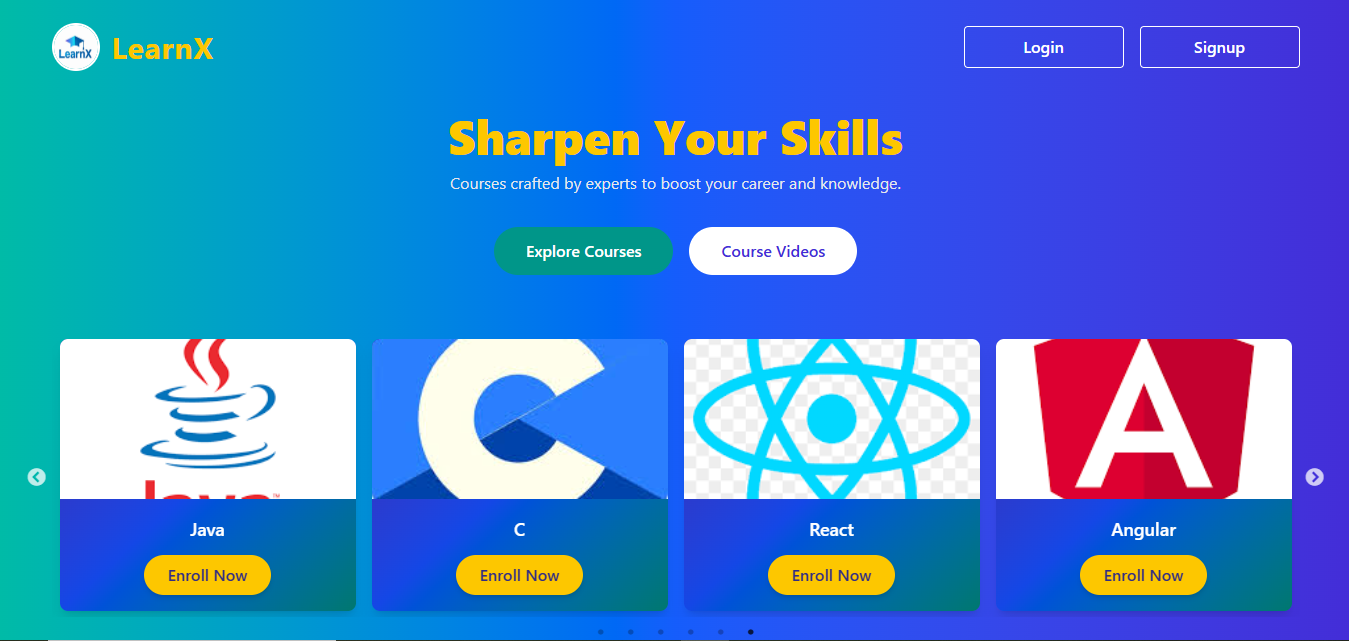 LearnX
LearnX
Login
Signup
Sharpen Your Skills
Courses crafted by experts to boost your career and knowledge.
Explore Courses
Course Videos
Java™
Java
C
React
Angular
Enroll Now
Enroll Now
Enroll Now
Enroll Now